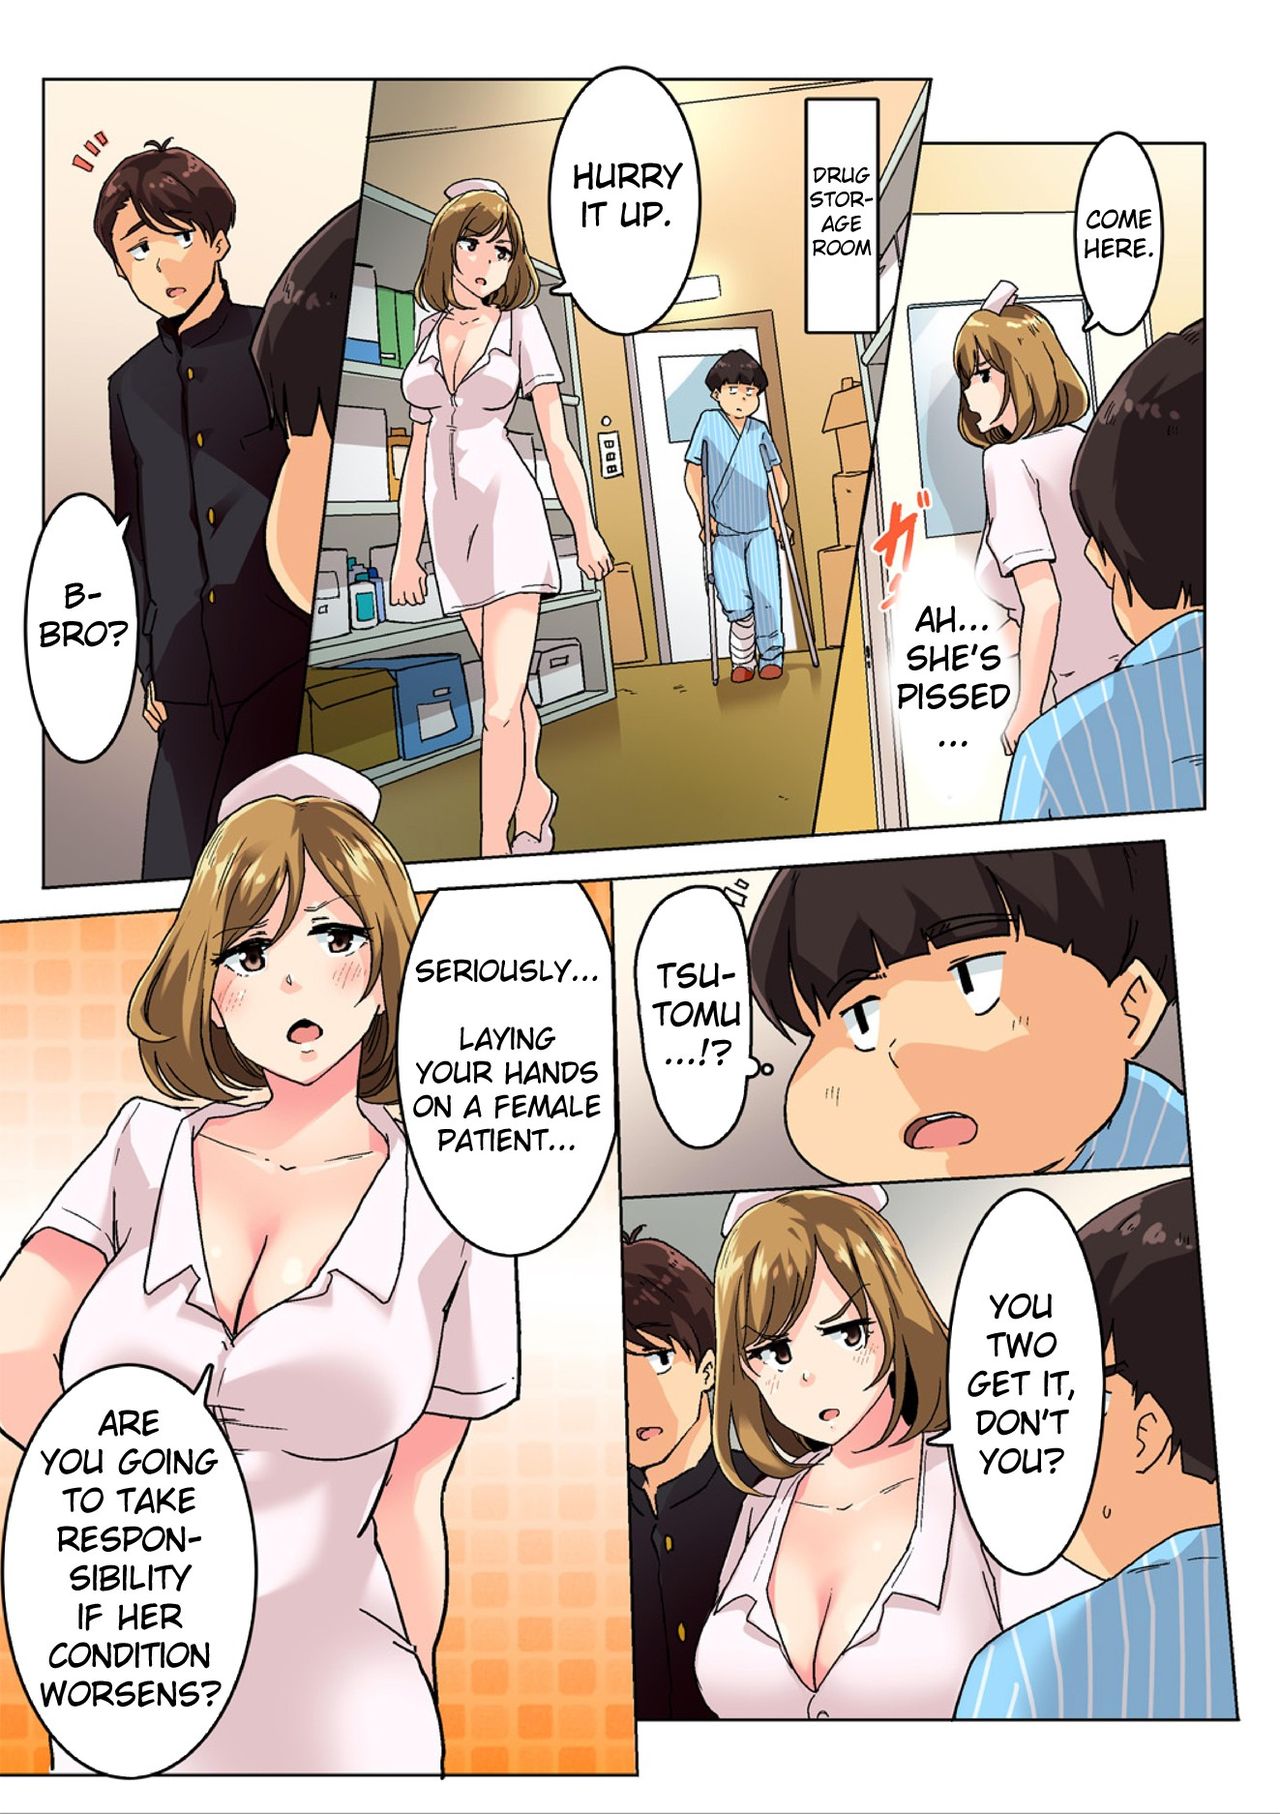 COME
HERE.
ガッ
AH...
SHE'S
PISSED
...
DRUG
STOR-
AGE
ROOM
HURRY
IT UP.
B-
BRO?
TSU-
TOMU
...!?
YOU
TWO
GET IT,
DON'T
YOU?
SERIOUSLY...
LAYING
YOUR HANDS
ON A FEMALE
PATIENT...
ARE
YOU GOING
TO TAKE
RESPON-
SIBILITY
IF HER
CONDITION
WORSENS?